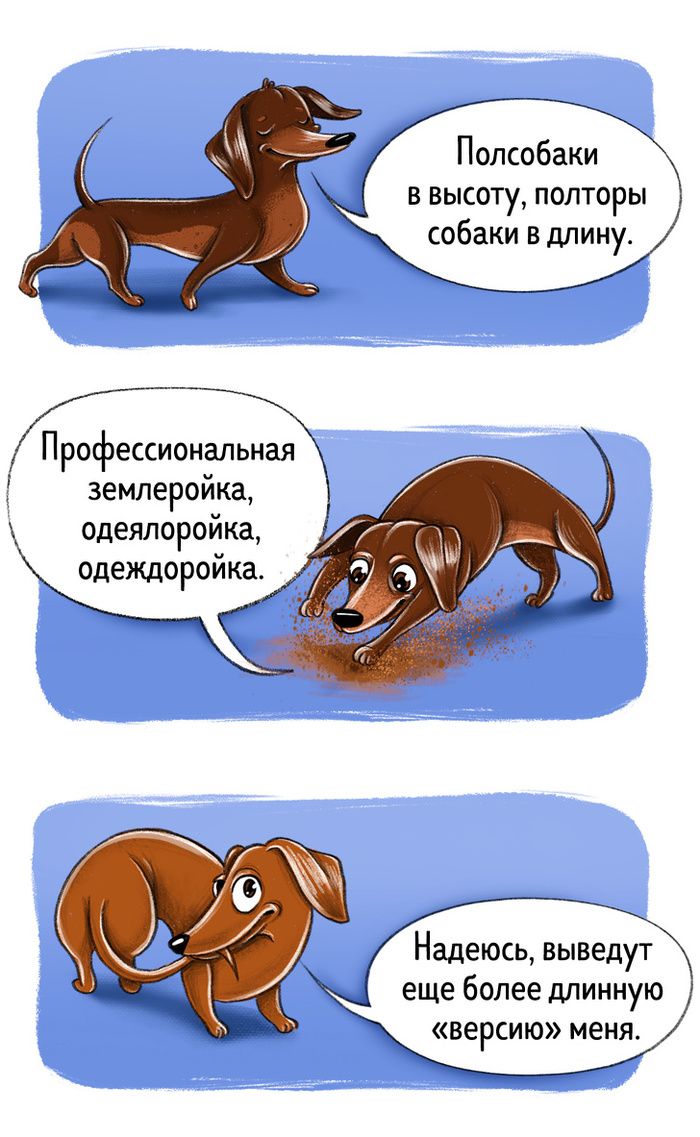 Полсобаки
в высоту, полторы
собаки в длину.
Профессиональная
землеройка,
одеялоройка,
одеждоройка.
Надеюсь, выведут
еще более длинную
«версию» меня.